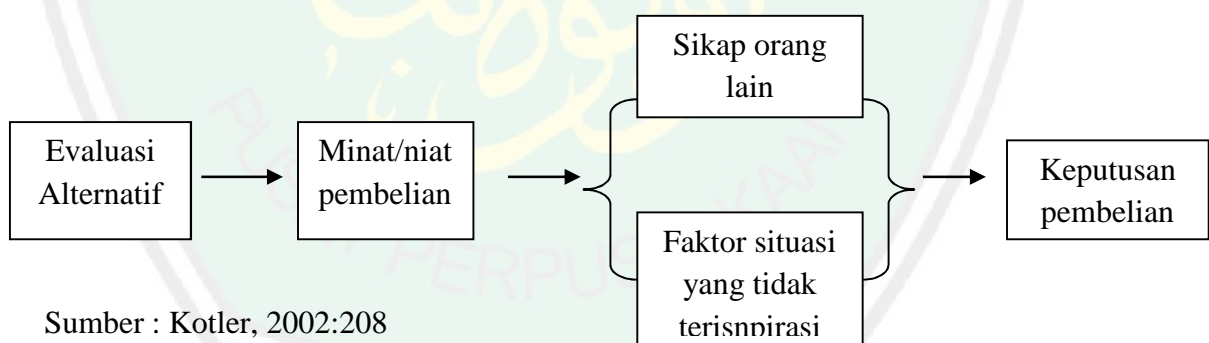 Sikap orang
lain
Evaluasi
Alternatif
Minat/niat
pembelian
Keputusan
pembelian
Faktor situasi
yang tidak
terisnpirasi
Sumber : Kotler, 2002:208